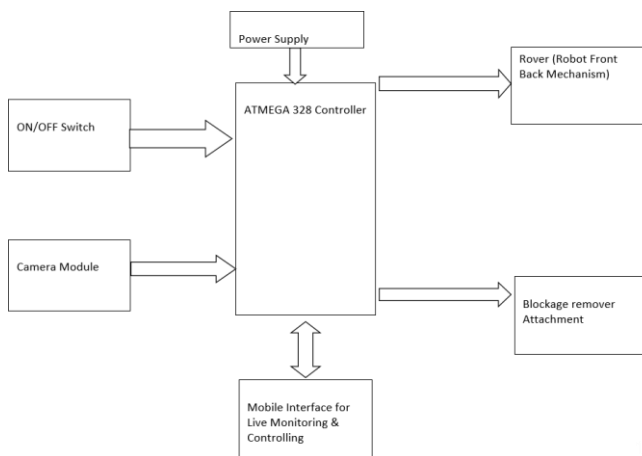 Power Supply
Rover (Robot Front
Back Mechanism)
ATMEGA 328 Controller
ON/OFF Switch
Camera Module
Blockage remover
Attachment
Mobile Interface for
Live Monitoring &
Controlling